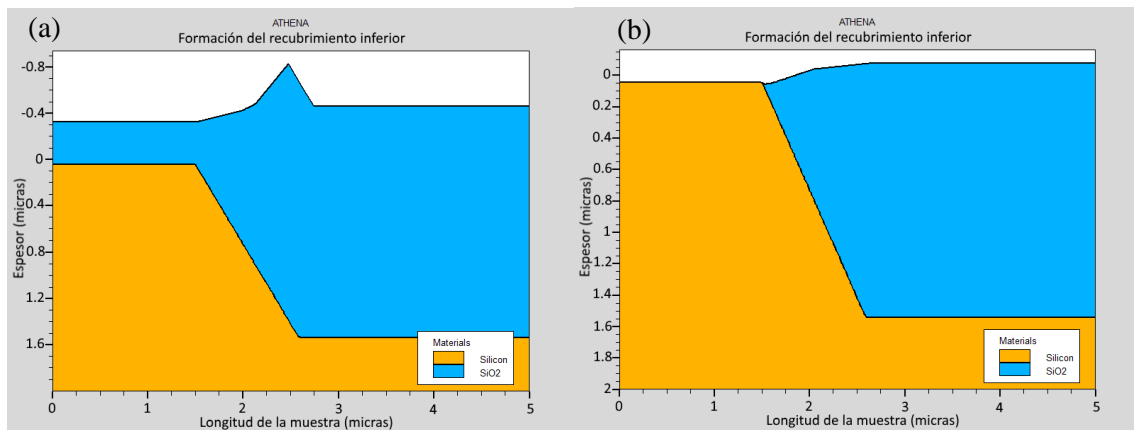 (a)
ATHENA
Formación del recubrimiento inferior
-0.8
-0.4
0
0.4
0.8
1.2
1.6
Espesor (micras)
Materials
Silicon
SiO2
0 1 2 3 4 5
Longitud de la muestra (micras)
(b)
ATHENA
Formación del recubrimiento inferior
0
0.2
0.4
0.6
0.8
1
1.2
1.4
1.6
1.8
2
Espesor (micras)
Materials
Silicon
SiO2
0 1 2 3 4 5
Longitud de la muestra (micras)